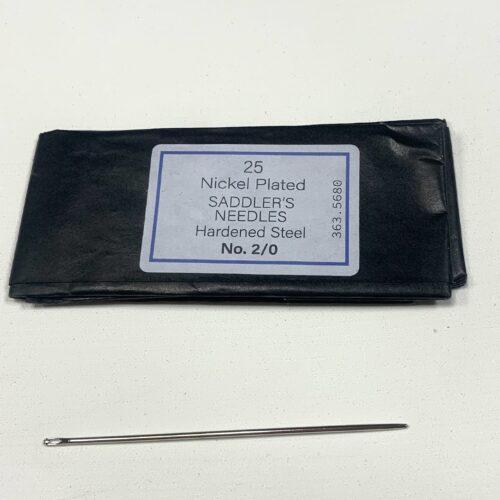 25
Nickel Plated
SADDLER'S
NEEDLES
Hardened Steel
No. 2/0
363.5680